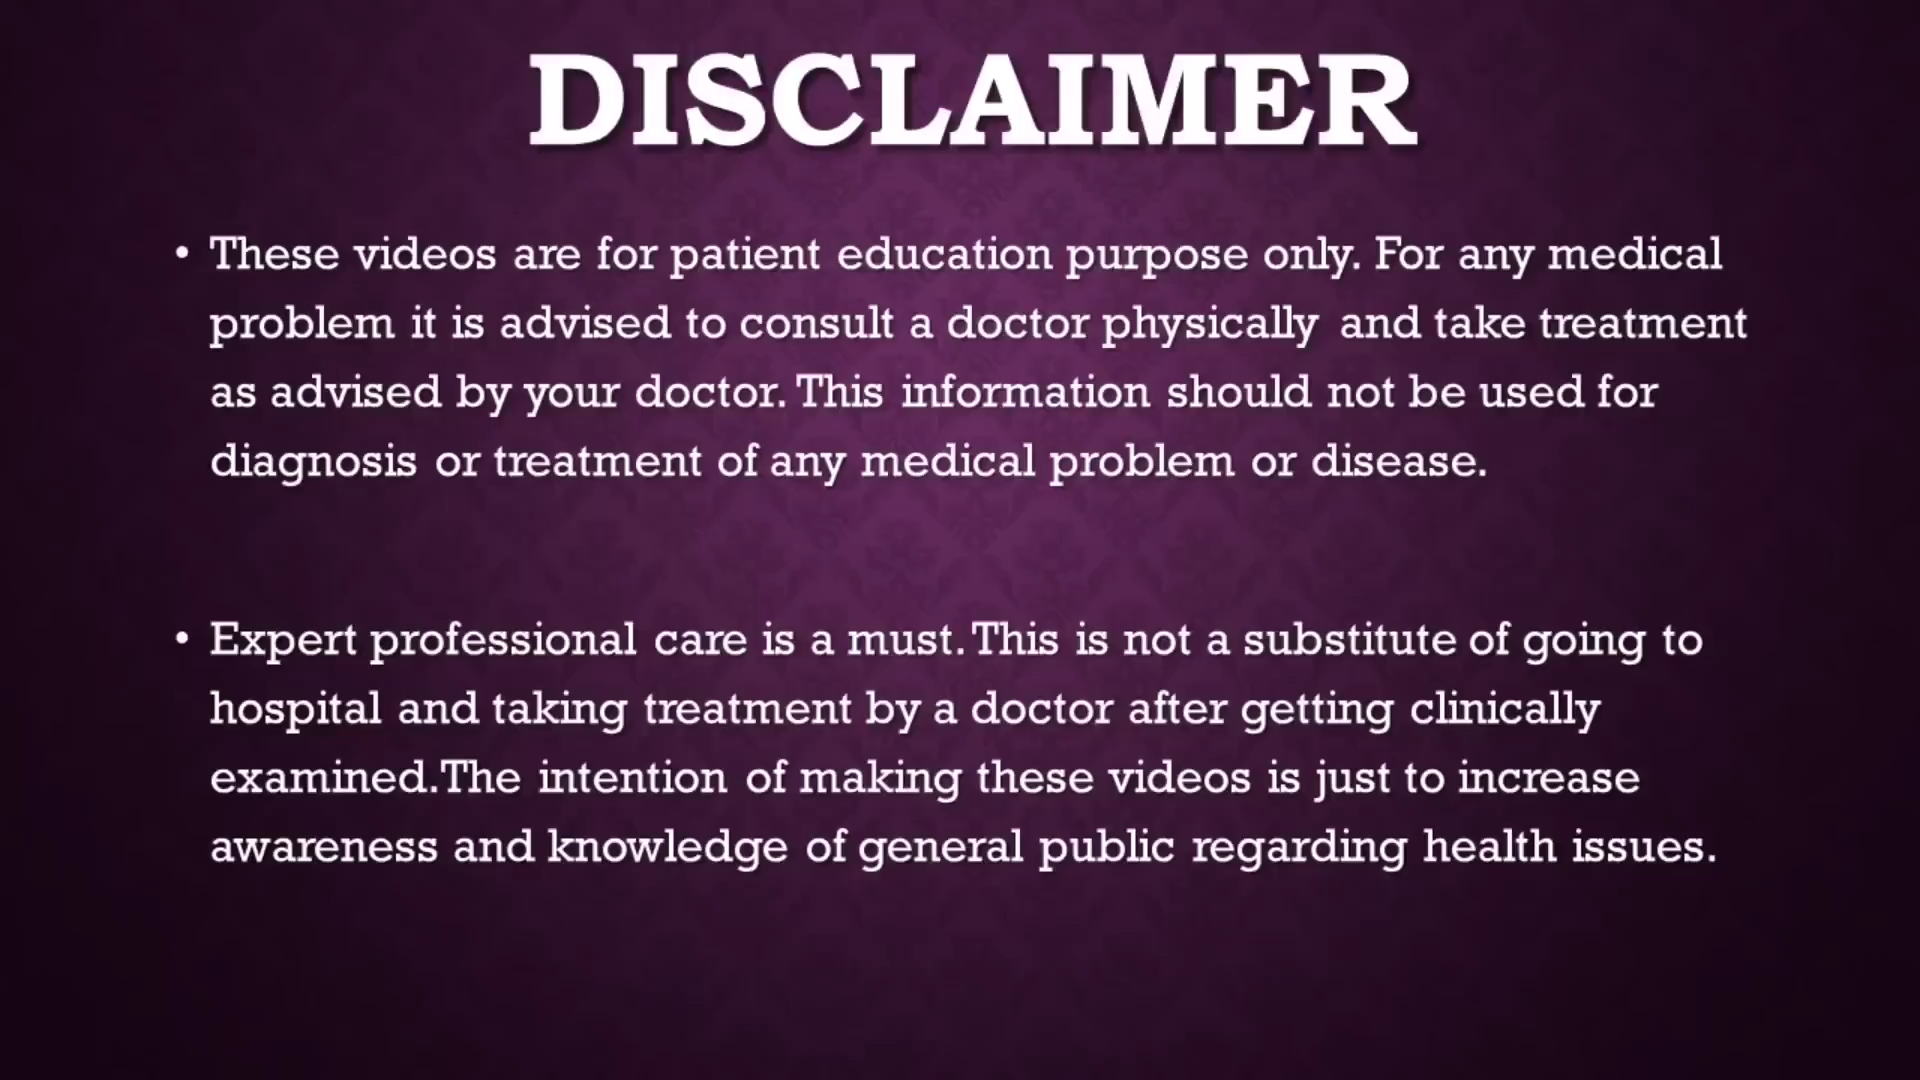 DISCLAIMER
• These videos are for patient education purpose only. For any medical
problem it is advised to consult a doctor physically and take treatment
as advised by your doctor. This information should not be used for
diagnosis or treatment of any medical problem or disease.
• Expert professional care is a must.This is not a substitute of going to
hospital and taking treatment by a doctor after getting clinically
examined.The intention of making these videos is just to increase
awareness and knowledge of general public regarding health issues.